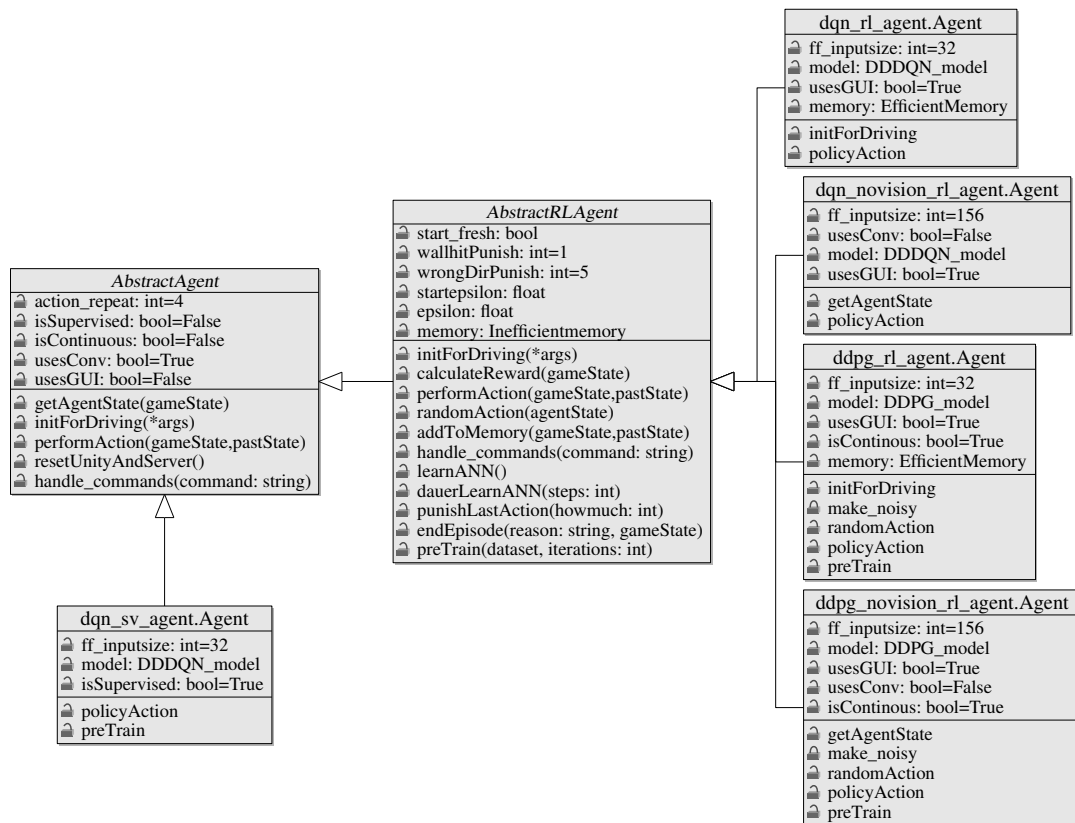 AbstractAgent
action_repeat: int=4
isSupervised: bool=False
isContinuous: bool=False
usesConv: bool=True
usesGUI: bool=False
getAgentState(gameState)
initForDriving(*args)
performAction(gameState,pastState)
resetUnityAndServer()
handle_commands(command: string)
dqn_sv_agent.Agent
ff_inputsize: int=32
model: DDDQN_model
isSupervised: bool=True
policyAction
preTrain
AbstractRLAgent
start_fresh: bool
wallhitPunish: int=1
wrongDirPunish: int=5
startepsilon: float
epsilon: float
memory: Inefficientmemory
initForDriving(*args)
calculateReward(gameState)
performAction(gameState,pastState)
randomAction(agentState)
addToMemory(gameState,pastState)
handle_commands(command: string)
learnANN()
dauerLearnANN(steps: int)
punishLastAction(howmuch: int)
endEpisode(reason: string, gameState)
preTrain(dataset, iterations: int)
dqn_rl_agent.Agent
ff_inputsize: int=32
model: DDDQN_model
usesGUI: bool=True
memory: EfficientMemory
initForDriving
policyAction
dqn_novision_rl_agent.Agent
ff_inputsize: int=156
usesConv: bool=False
model: DDDQN_model
usesGUI: bool=True
getAgentState
policyAction
ddpg_rl_agent.Agent
ff_inputsize: int=32
model: DDPG_model
usesGUI: bool=True
isContinous: bool=True
memory: EfficientMemory
initForDriving
make_noisy
randomAction
policyAction
preTrain
ddpg_novision_rl_agent.Agent
ff_inputsize: int=156
model: DDPG_model
usesGUI: bool=True
usesConv: bool=False
isContinous: bool=True
getAgentState
make_noisy
randomAction
policyAction
preTrain